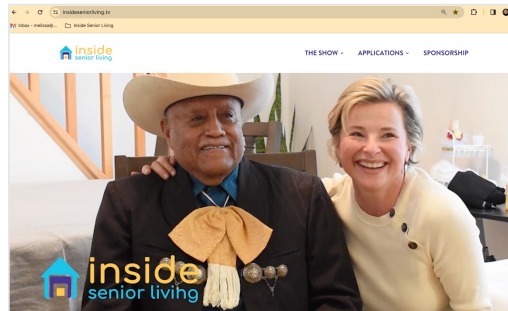 insideseniorliving.tv
Inbox - melissa@... Inside Senior Living
inside
senior living
THE SHOW APPLICATIONS SPONSORSHIP
inside
senior living